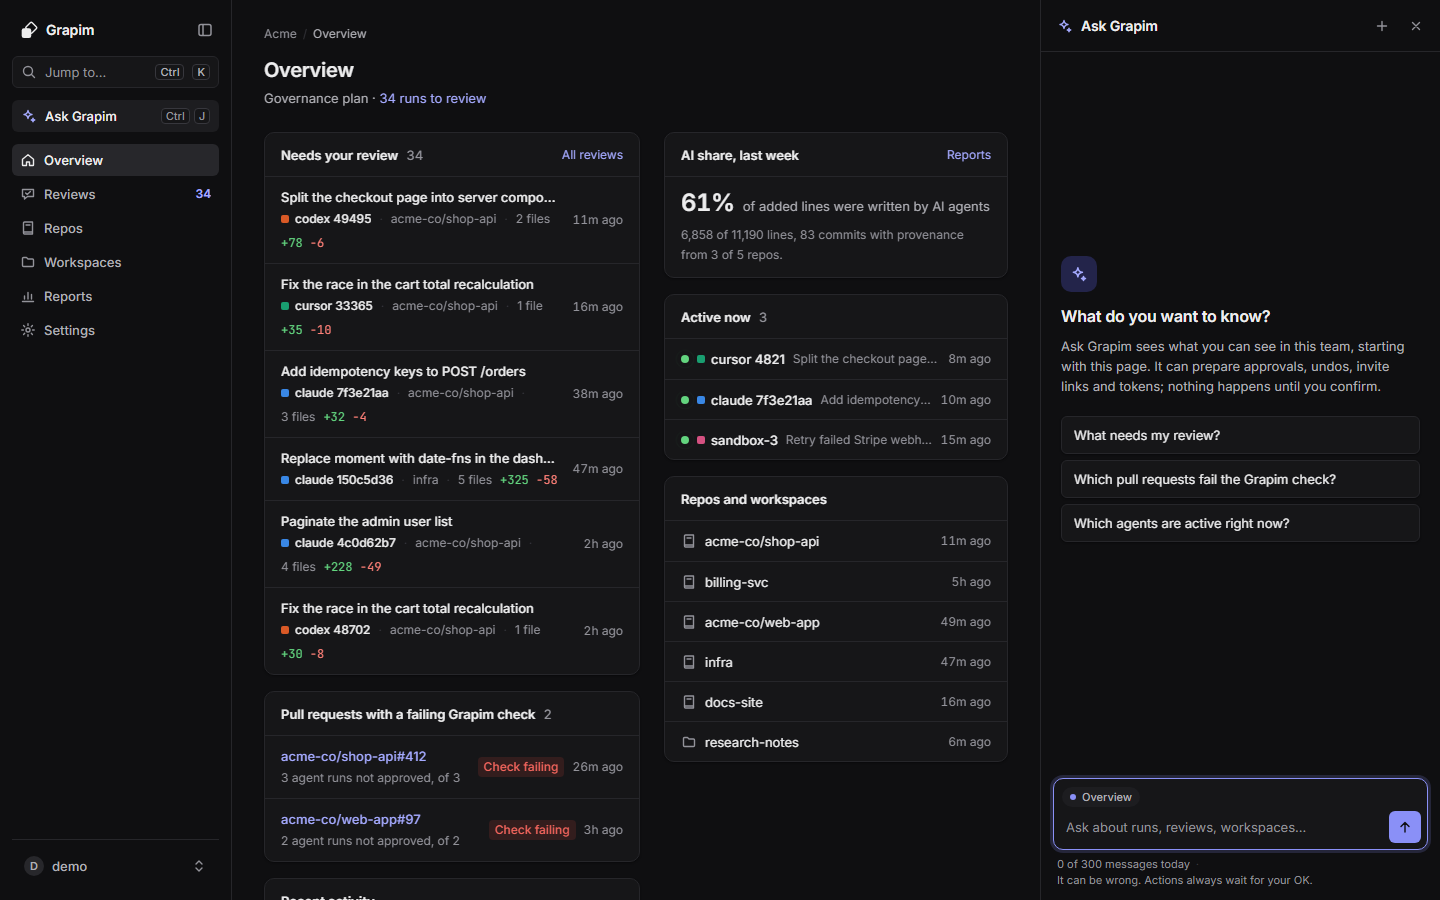 Grapim
Jump to... Ctrl K
Ask Grapim Ctrl J
Overview
Reviews 34
Repos
Workspaces
Reports
Settings
D demo
Acme / Overview
Overview
Governance plan · 34 runs to review
Needs your review 34 All reviews
Split the checkout page into server compo...
codex 49495 · acme-co/shop-api · 2 files 11m ago
+78 -6
Fix the race in the cart total recalculation
cursor 33365 · acme-co/shop-api · 1 file 16m ago
+35 -10
Add idempotency keys to POST /orders
claude 7f3e21aa · acme-co/shop-api · 38m ago
3 files +32 -4
Replace moment with date-fns in the dash...
claude 150c5d36 · infra · 5 files +325 -58 47m ago
Paginate the admin user list
claude 4c0d62b7 · acme-co/shop-api · 2h ago
4 files +228 -49
Fix the race in the cart total recalculation
codex 48702 · acme-co/shop-api · 1 file 2h ago
+30 -8
Pull requests with a failing Grapim check 2
acme-co/shop-api#412
3 agent runs not approved, of 3 Check failing 26m ago
acme-co/web-app#97
2 agent runs not approved, of 2 Check failing 3h ago
Recent activity
AI share, last week Reports
61% of added lines were written by AI agents
6,858 of 11,190 lines, 83 commits with provenance
from 3 of 5 repos.
Active now 3
cursor 4821 Split the checkout page... 8m ago
claude 7f3e21aa Add idempotency... 10m ago
sandbox-3 Retry failed Stripe webh... 15m ago
Repos and workspaces
acme-co/shop-api 11m ago
billing-svc 5h ago
acme-co/web-app 49m ago
infra 47m ago
docs-site 16m ago
research-notes 6m ago
Ask Grapim
What do you want to know?
Ask Grapim sees what you can see in this team, starting
with this page. It can prepare approvals, undos, invite
links and tokens; nothing happens until you confirm.
What needs my review?
Which pull requests fail the Grapim check?
Which agents are active right now?
Overview
Ask about runs, reviews, workspaces...
0 of 300 messages today ·
It can be wrong. Actions always wait for your OK.